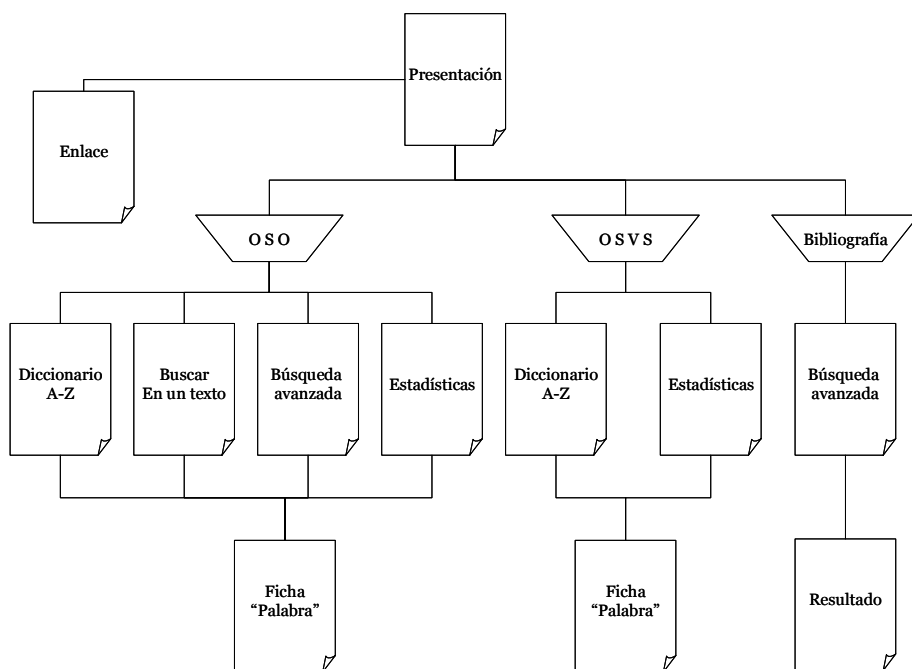 Presentación
Enlace
O S O
O S V S
Bibliografía
Diccionario
A-Z
Buscar
En un texto
Búsqueda
avanzada
Estadísticas
Diccionario
A-Z
Estadísticas
Búsqueda
avanzada
Ficha
“Palabra”
Ficha
“Palabra”
Resultado